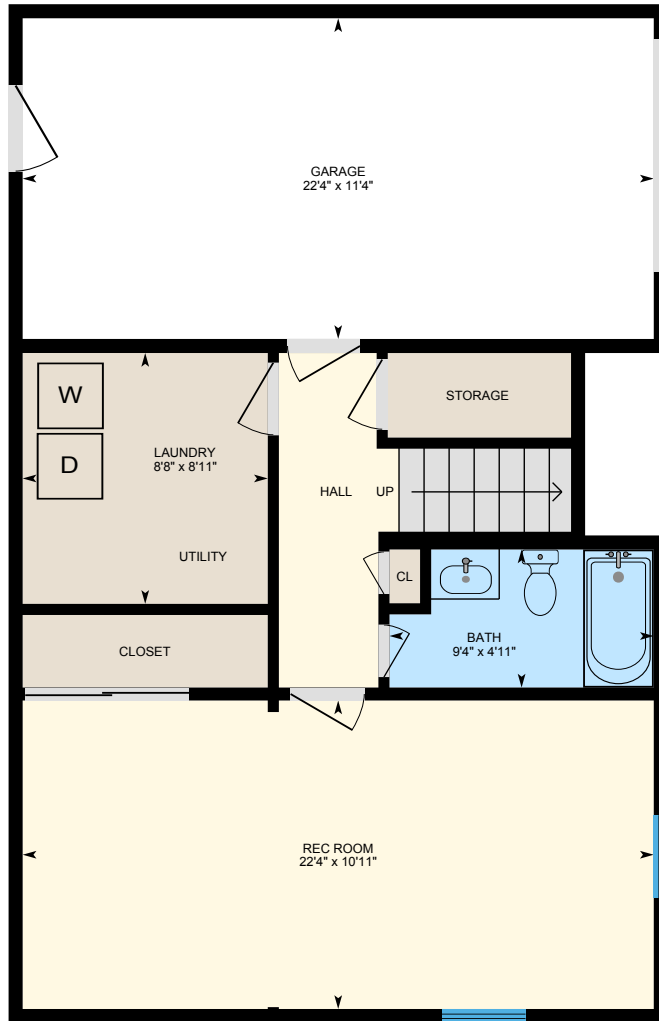 GARAGE
22'4" x 11'4"
W
D
LAUNDRY
8'8" x 8'11"
UTILITY
STORAGE
HALL
UP
CL
BATH
9'4" x 4'11"
CLOSET
REC ROOM
22'4" x 10'11"